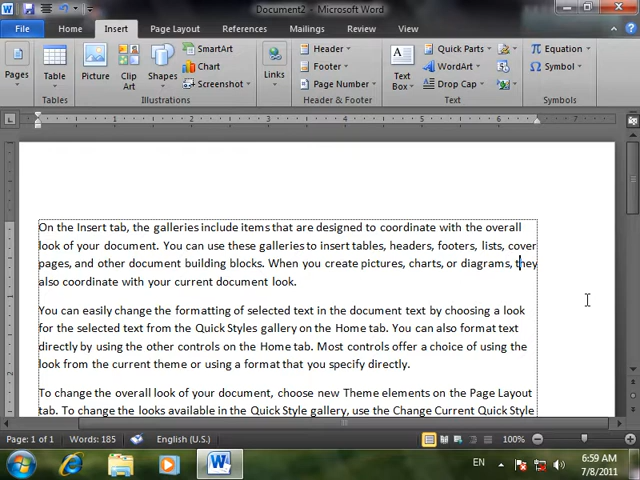 Document2 - Microsoft Word
File Home Insert Page Layout References Mailings Review View
Pages
Table
Tables
Picture
Clip Art
Shapes
SmartArt
Chart
Screenshot
Illustrations
Links
Header
Footer
Page Number
Header & Footer
Text Box
Quick Parts
WordArt
Drop Cap
Text
Equation
Symbol
Symbols
1 2 3 4 5 6 7
On the Insert tab, the galleries include items that are designed to coordinate with the overall
look of your document. You can use these galleries to insert tables, headers, footers, lists, cover
pages, and other document building blocks. When you create pictures, charts, or diagrams, they
also coordinate with your current document look.
You can easily change the formatting of selected text in the document text by choosing a look
for the selected text from the Quick Styles gallery on the Home tab. You can also format text
directly by using the other controls on the Home tab. Most controls offer a choice of using the
look from the current theme or using a format that you specify directly.
To change the overall look of your document, choose new Theme elements on the Page Layout
tab. To change the looks available in the Quick Style gallery, use the Change Current Quick Style
Page: 1 of 1 Words: 185 English (U.S.) 100%
EN 6:59 AM
7/8/2011